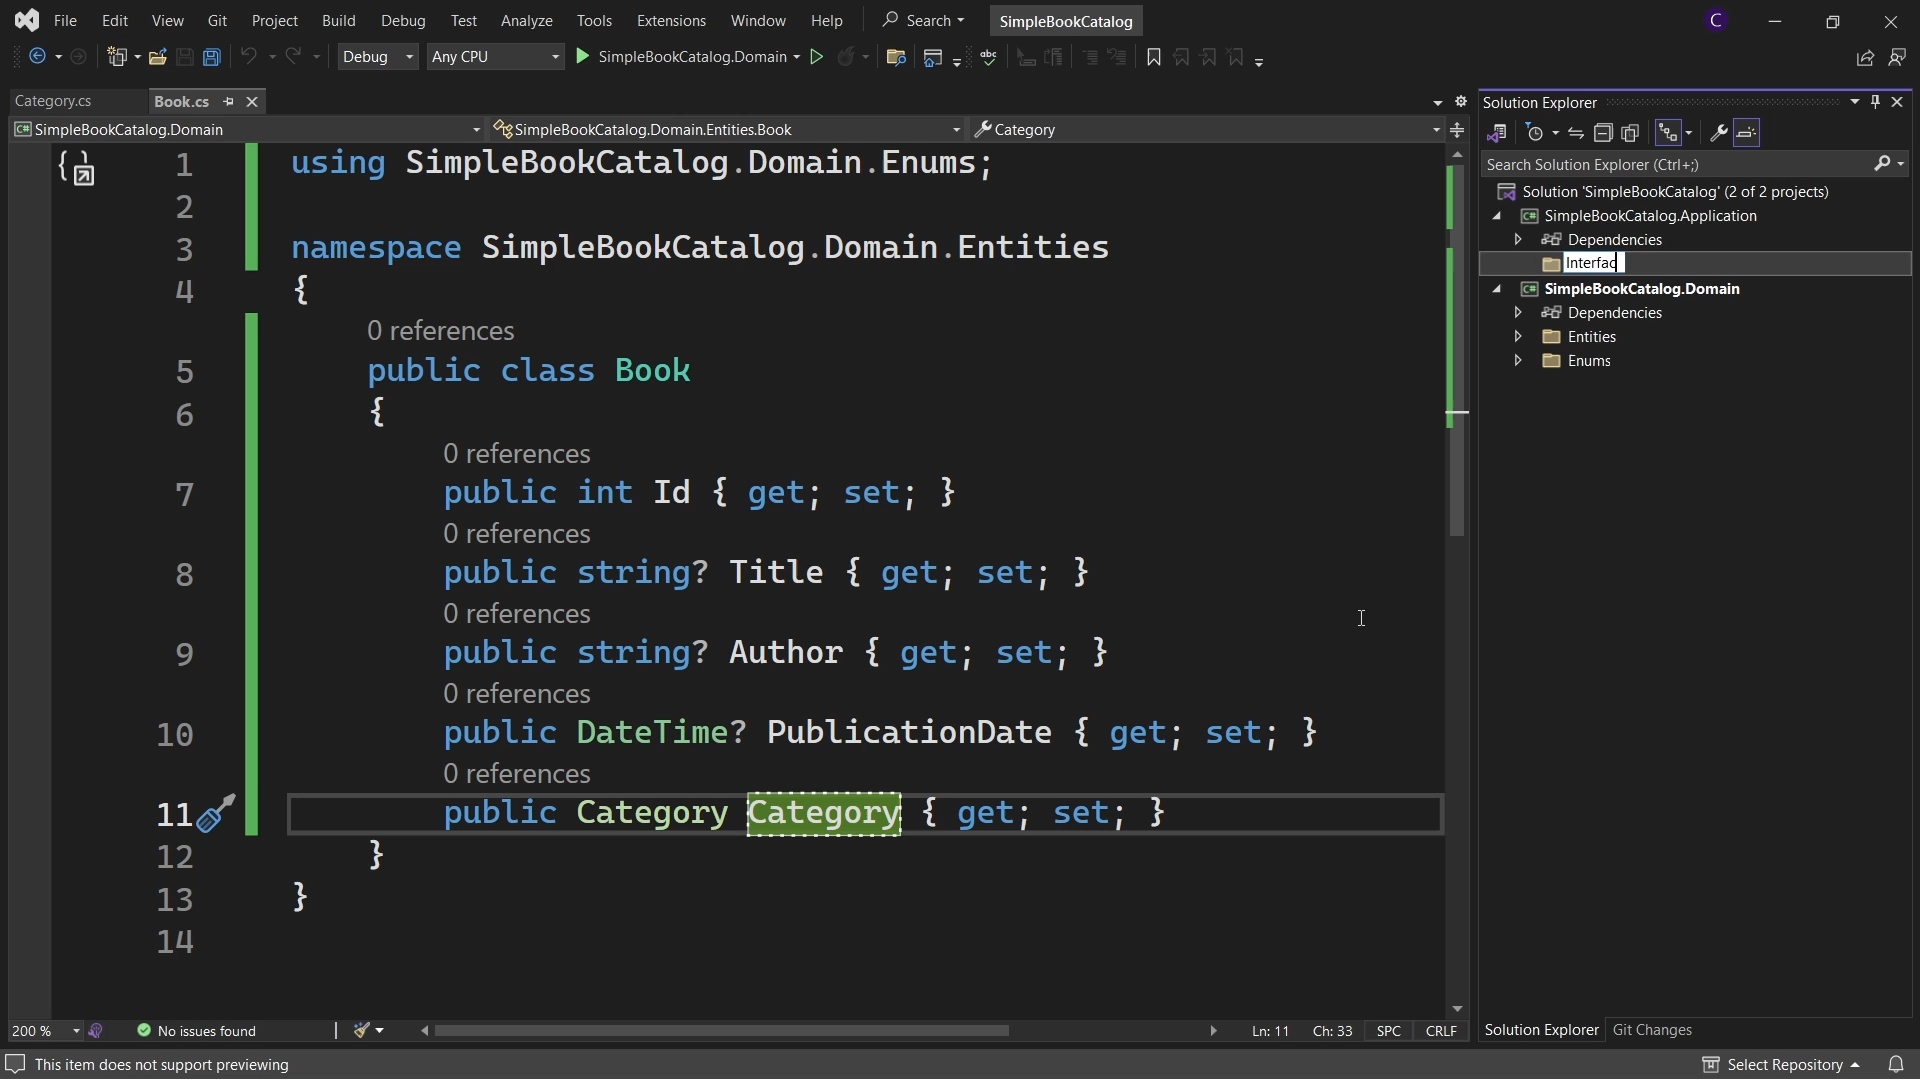 File Edit View Git Project Build Debug Test Analyze Tools Extensions Window Help Search SimpleBookCatalog C
Debug Any CPU SimpleBookCatalog.Domain abc
Category.cs Book.cs
SimpleBookCatalog.Domain SimpleBookCatalog.Domain.Entities.Book Category
1 using SimpleBookCatalog.Domain.Enums;
2
3 namespace SimpleBookCatalog.Domain.Entities
4 {
0 references
5 public class Book
6 {
0 references
7 public int Id { get; set; }
0 references
8 public string? Title { get; set; }
0 references
9 public string? Author { get; set; }
0 references
10 public DateTime? PublicationDate { get; set; }
0 references
11 public Category Category { get; set; }
12 }
13 }
14
200 % No issues found Ln: 11 Ch: 33 SPC CRLF
Solution Explorer
Search Solution Explorer (Ctrl+;)
Solution 'SimpleBookCatalog' (2 of 2 projects)
C# SimpleBookCatalog.Application
Dependencies
Interfac
C# SimpleBookCatalog.Domain
Dependencies
Entities
Enums
Solution Explorer Git Changes
This item does not support previewing Select Repository